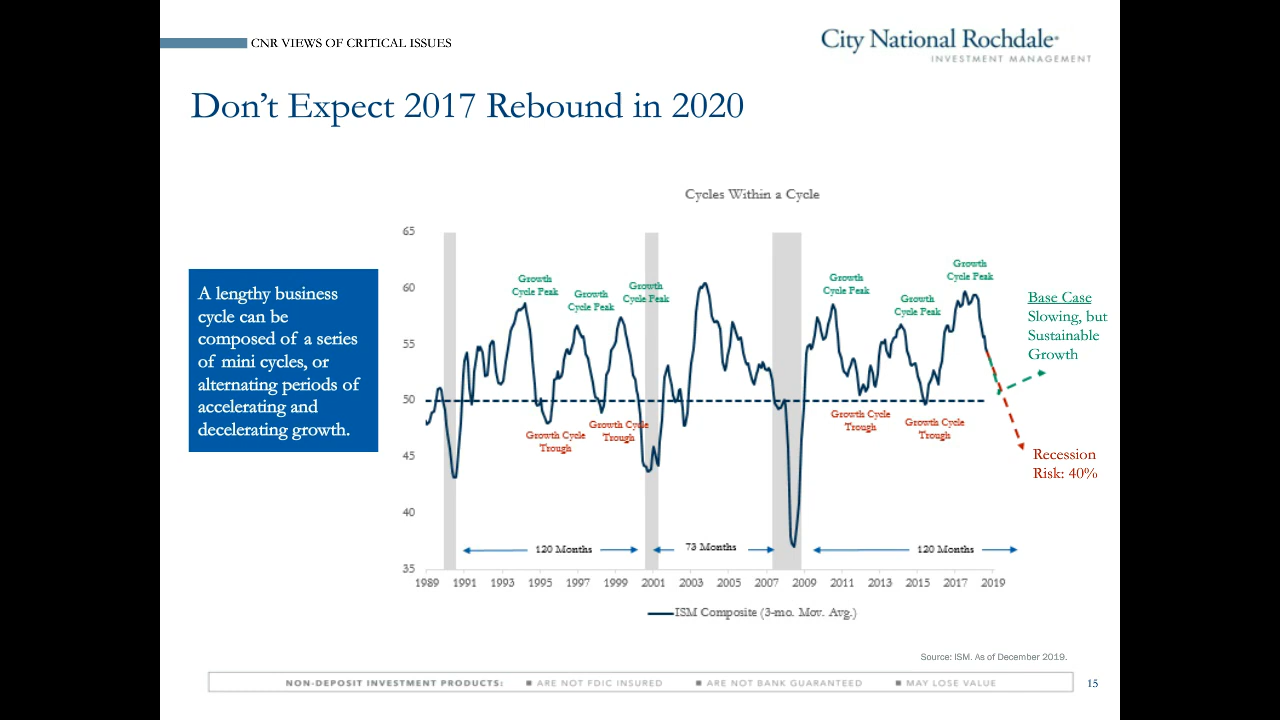 CNR VIEWS OF CRITICAL ISSUES
City National Rochdale
INVESTMENT MANAGEMENT
Don't Expect 2017 Rebound in 2020
A lengthy business
cycle can be
composed of a series
of mini cycles, or
alternating periods of
accelerating and
decelerating growth.
Cycles Within a Cycle
65
60
55
50
45
40
35
Growth
Cycle Peak
Growth
Cycle Peak
Growth
Cycle Peak
Growth
Cycle Peak
Growth
Cycle Peak
Growth
Cycle Peak
Growth Cycle
Trough
Growth Cycle
Trough
Growth Cycle
Trough
Growth Cycle
Trough
Base Case
Slowing, but
Sustainable
Growth
Recession
Risk: 40%
120 Months
73 Months
120 Months
1989 1991 1993 1995 1997 1999 2001 2003 2005 2007 2009 2011 2013 2015 2017 2019
ISM Composite (3-mo. Mov. Avg.)
Source: ISM. As of December 2019.
NON-DEPOSIT INVESTMENT PRODUCTS: ■ ARE NOT FDIC INSURED ■ ARE NOT BANK GUARANTEED ■ MAY LOSE VALUE
15